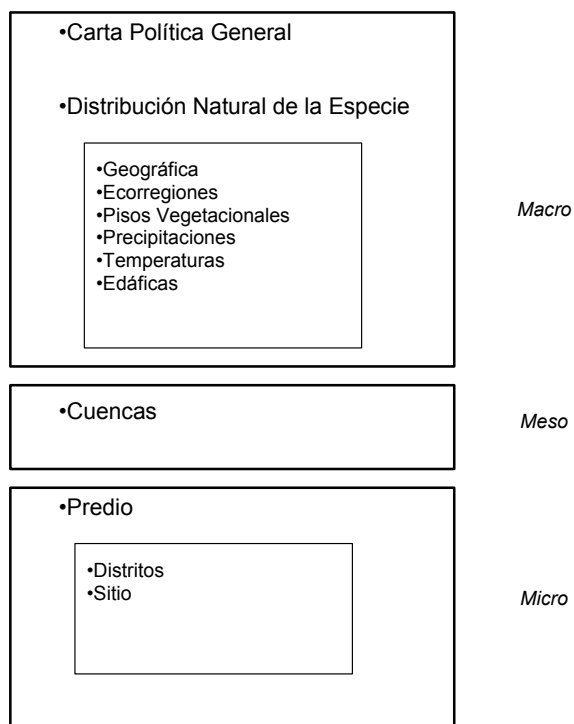 •Carta Política General
•Distribución Natural de la Especie
•Geográfica
•Ecorregiones
•Pisos Vegetacionales
•Precipitaciones
•Temperaturas
•Edáficas
Macro
•Cuencas
Meso
•Predio
•Distritos
•Sitio
Micro